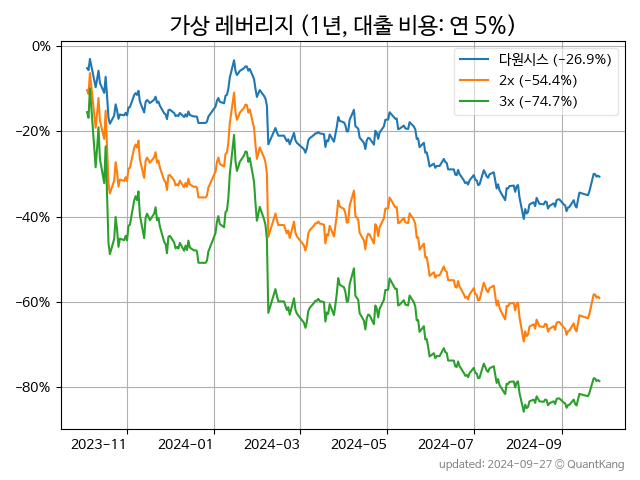 가상 레버리지 (1년, 대출 비용: 연 5%)
다원시스 (−26.9%)
2x (−54.4%)
3x (−74.7%)
0%
−20%
−40%
−60%
−80%
2023−11 2024−01 2024−03 2024−05 2024−07 2024−09
updated: 2024−09−27 © QuantKang